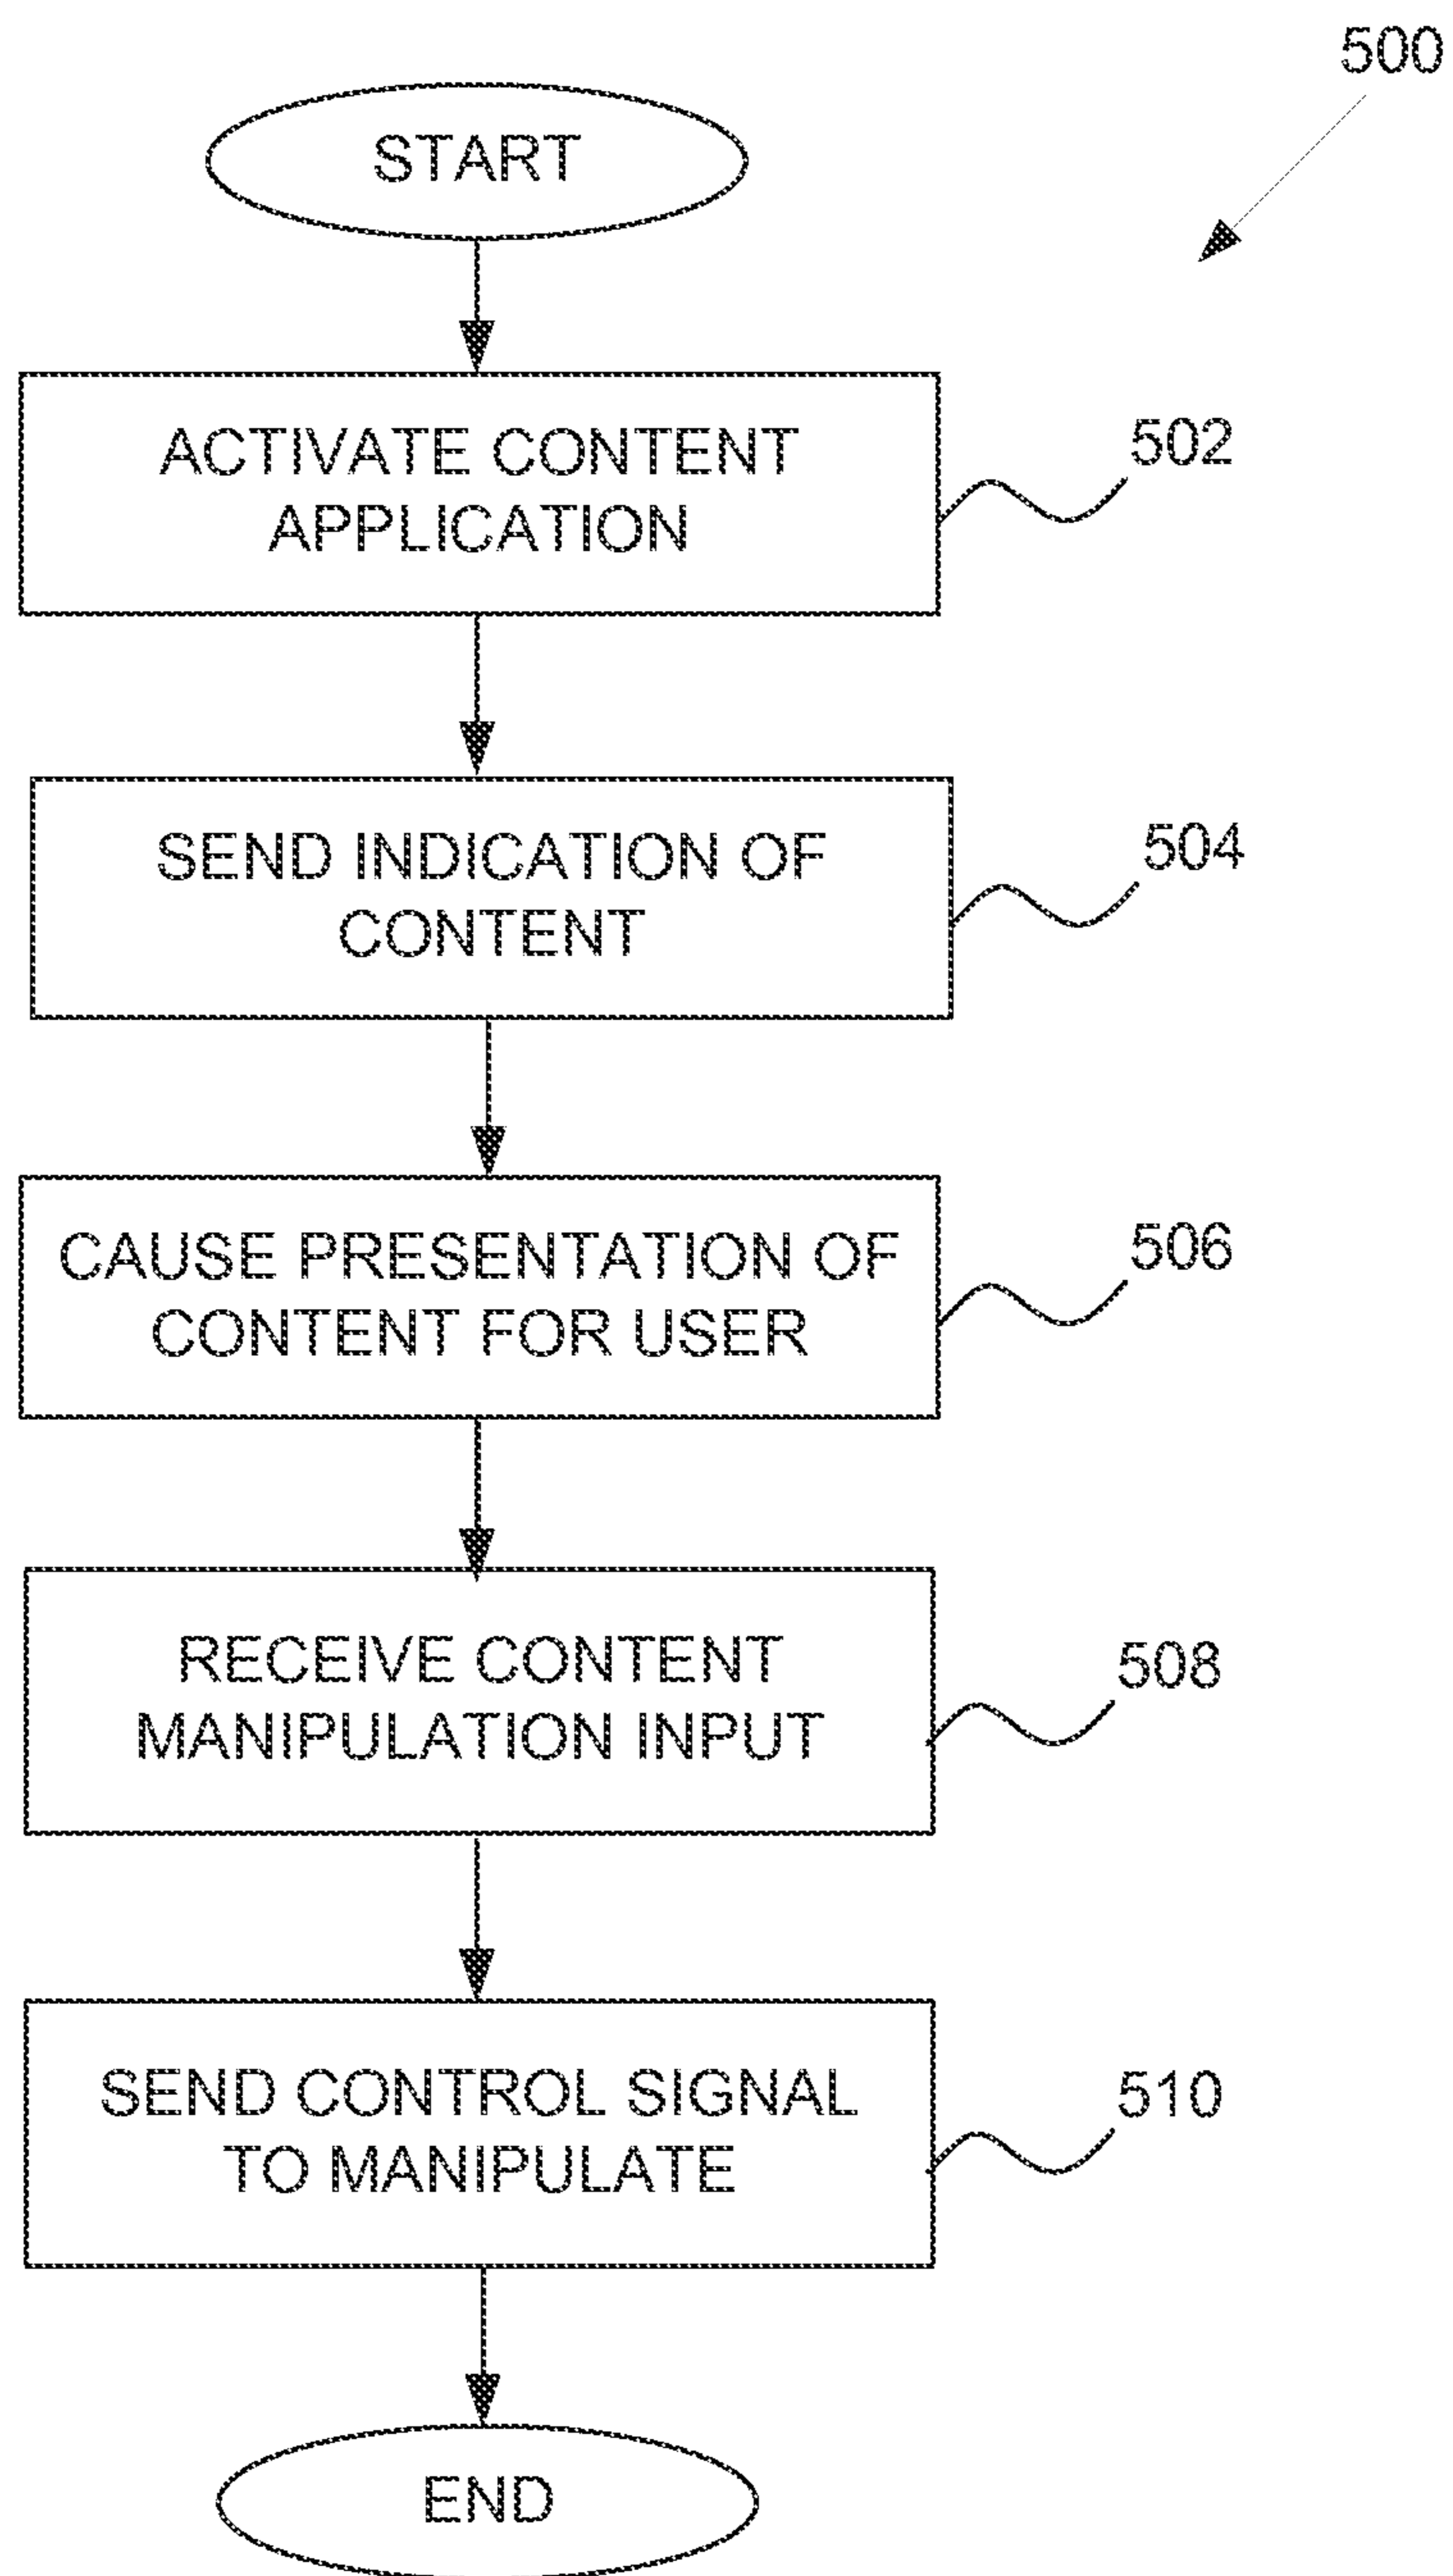 500
START
ACTIVATE CONTENT
APPLICATION
502
SEND INDICATION OF
CONTENT
504
CAUSE PRESENTATION OF
CONTENT FOR USER
506
RECEIVE CONTENT
MANIPULATION INPUT
508
SEND CONTROL SIGNAL
TO MANIPULATE
510
END